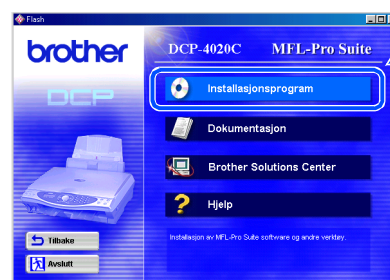 Flash
brother
DCP-4020C MFL-Pro Suite
DCP
Installasjonsprogram
Dokumentasjon
Brother Solutions Center
Hjelp
Tilbake
Installasjon av MFL-Pro Suite software og andre verktøy.
Avslutt